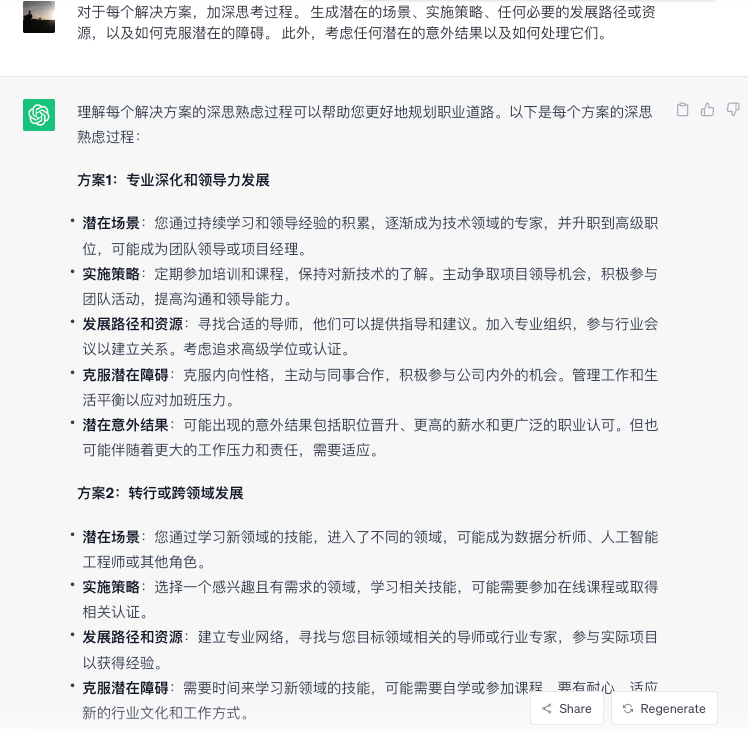 对于每个解决方案，加深思考过程。 生成潜在的场景、实施策略、任何必要的发展路径或资
源，以及如何克服潜在的障碍。 此外，考虑任何潜在的意外结果以及如何处理它们。
理解每个解决方案的深思熟虑过程可以帮助您更好地规划职业道路。以下是每个方案的深思
熟虑过程：
方案1：专业深化和领导力发展
• 潜在场景：您通过持续学习和领导经验的积累，逐渐成为技术领域的专家，并升职到高级职
位，可能成为团队领导或项目经理。
• 实施策略：定期参加培训和课程，保持对新技术的了解。主动争取项目领导机会，积极参与
团队活动，提高沟通和领导能力。
• 发展路径和资源：寻找合适的导师，他们可以提供指导和建议。加入专业组织，参与行业会
议以建立关系。考虑追求高级学位或认证。
• 克服潜在障碍：克服内向性格，主动与同事合作，积极参与公司内外的机会。管理工作和生
活平衡以应对加班压力。
• 潜在意外结果：可能出现的意外结果包括职位晋升、更高的薪水和更广泛的职业认可。但也
可能伴随着更大的工作压力和责任，需要适应。
方案2：转行或跨领域发展
• 潜在场景：您通过学习新领域的技能，进入了不同的领域，可能成为数据分析师、人工智能
工程师或其他角色。
• 实施策略：选择一个感兴趣且有需求的领域，学习相关技能，可能需要参加在线课程或取得
相关认证。
• 发展路径和资源：建立专业网络，寻找与您目标领域相关的导师或行业专家，参与实际项目
以获得经验。
• 克服潜在障碍：需要时间来学习新领域的技能，可能需要自学或参加课程。要有耐心，适应
新的行业文化和工作方式。
Share
Regenerate